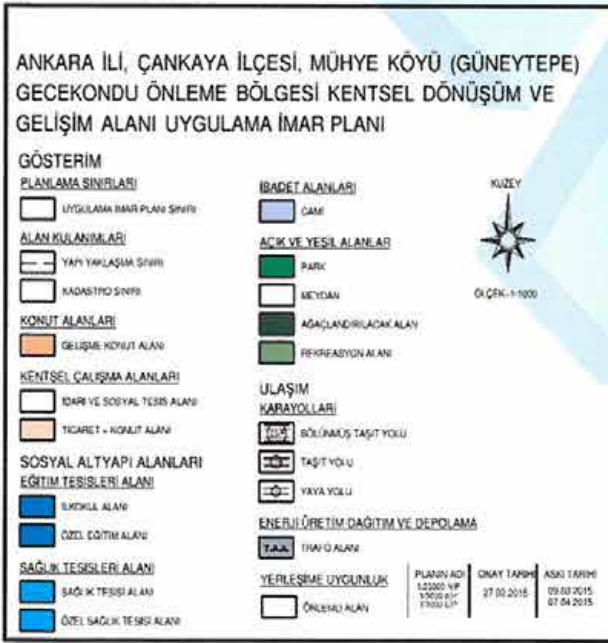 ANKARA İLİ, ÇANKAYA İLÇESİ, MÜHYE KÖYÜ (GÜNEYTEPE)
GECEKONDU ÖNLEME BÖLGESİ KENTSEL DÖNÜŞÜM VE
GELİŞİM ALANI UYGULAMA İMAR PLANI
GÖSTERİM
PLANLAMA SINIRLARI
UYGULAMA İMAR PLANI SINIRI
ALAN KULANIMLARI
YAPI YAKLAŞMA SINIRI
KADASTRO SINIRI
KONUT ALANLARI
GELİŞME KONUT ALANI
KENTSEL ÇALIŞMA ALANLARI
İDARİ VE SOSYAL TESİS ALANI
TİCARET + KONUT ALANI
SOSYAL ALTYAPI ALANLARI
EĞİTİM TESİSLERİ ALANI
İLKOKUL ALANI
ÖZEL EĞİTİM ALANI
SAĞLIK TESİSLERİ ALANI
SAĞLIK TESİSİ ALANI
ÖZEL SAĞLIK TESİSİ ALANI
İBADET ALANLARI
CAMİ
AÇIK VE YEŞİL ALANLAR
PARK
MEYDAN
AĞAÇLANDIRILACAK ALAN
REKREASYON ALANI
ULAŞIM
KARAYOLLARI
BÖLÜNMÜŞ TAŞIT YOLU
TAŞIT YOLU
YAYA YOLU
ENERJİ ÜRETİM DAĞITIM VE DEPOLAMA
T.A.A. TRAFO ALANI
YERLEŞİME UYGUNLUK
ÖNLEMLİ ALAN
KUZEY
ÖLÇEK-1:1000
PLANIN ADI ONAY TARİHİ ASKI TARİHİ
27.02.2015 09.03.2015
07.04.2015